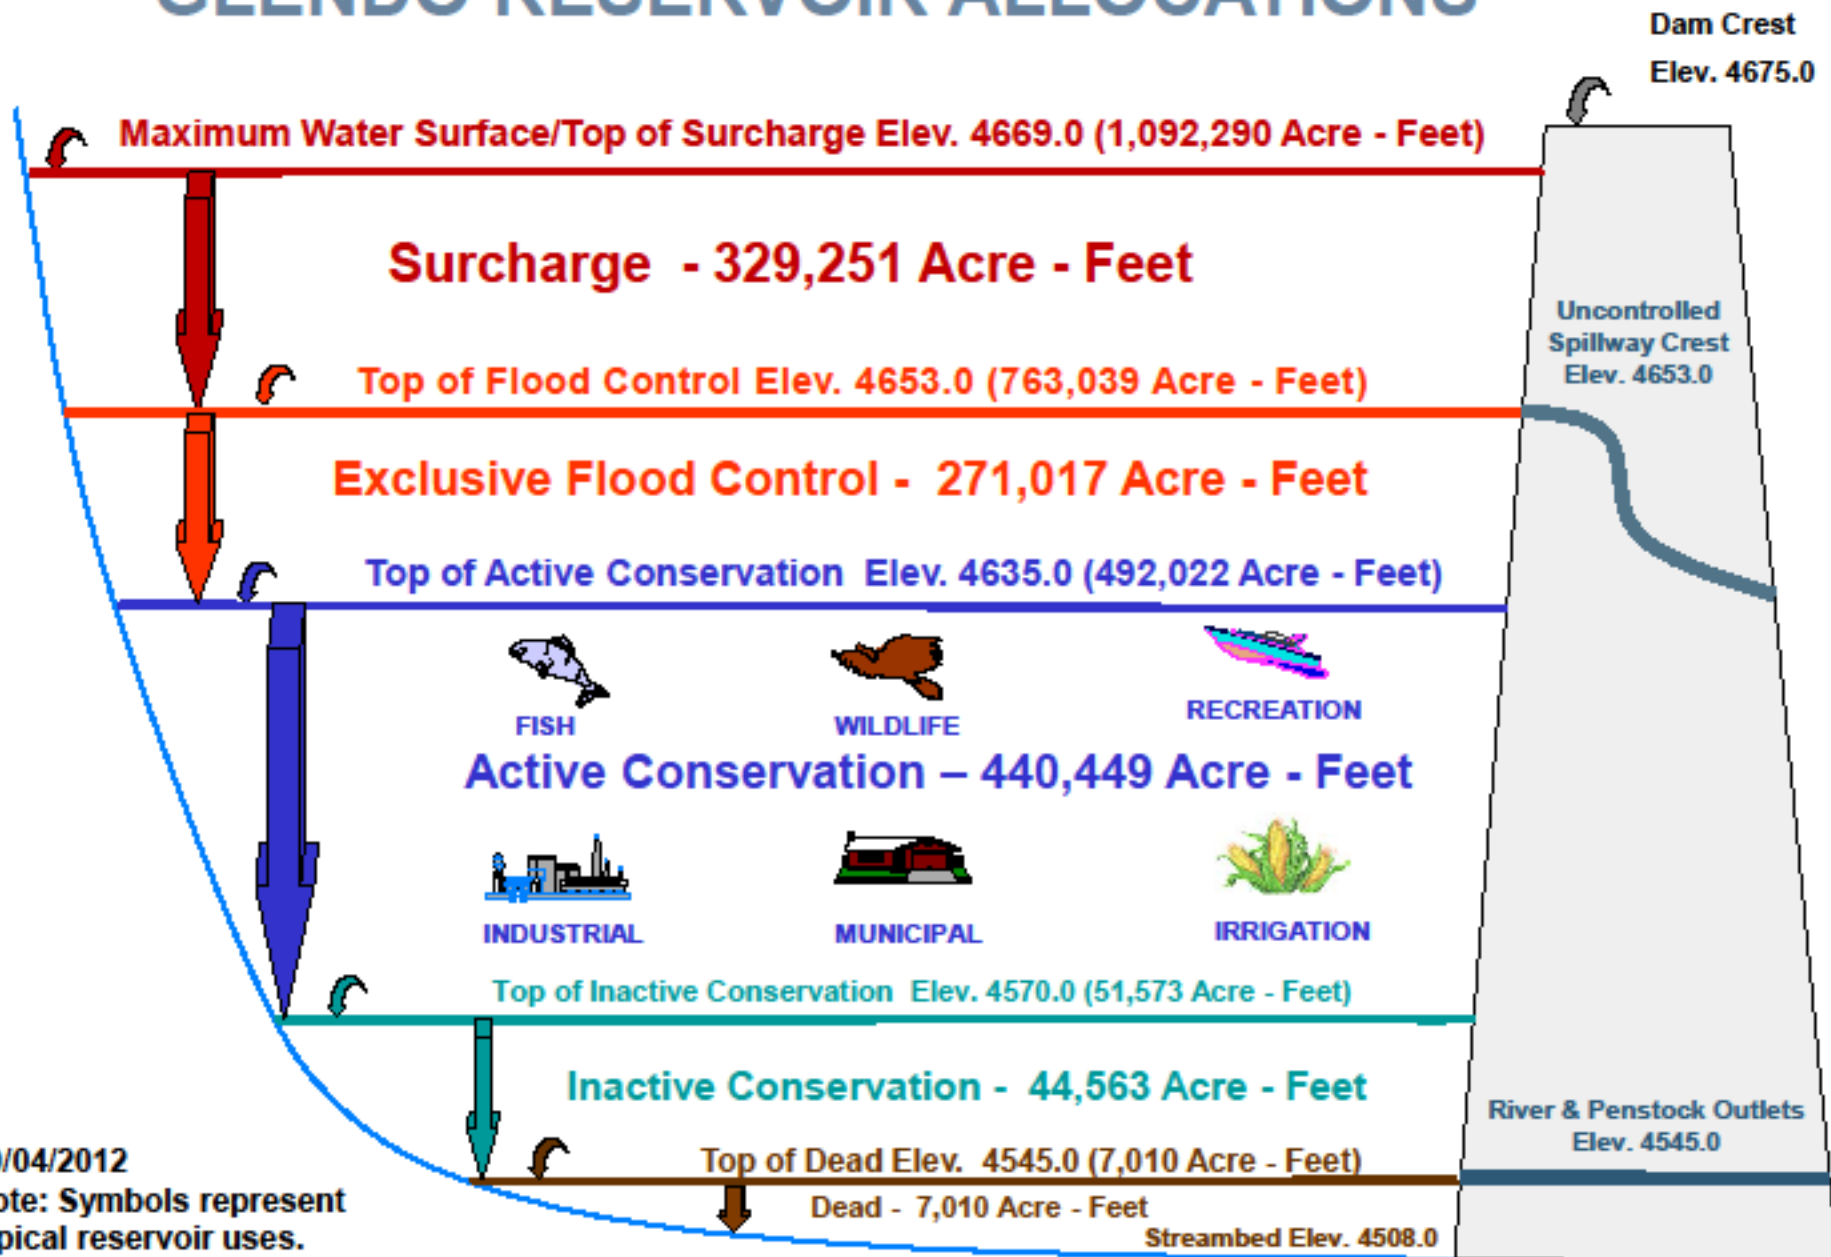 GLENDO RESERVOIR ALLOCATIONS
Dam Crest
Elev. 4675.0
Maximum Water Surface/Top of Surcharge Elev. 4669.0 (1,092,290 Acre - Feet)
Surcharge - 329,251 Acre - Feet
Uncontrolled
Spillway Crest
Elev. 4653.0
Top of Flood Control Elev. 4653.0 (763,039 Acre - Feet)
Exclusive Flood Control - 271,017 Acre - Feet
Top of Active Conservation Elev. 4635.0 (492,022 Acre - Feet)
FISH
WILDLIFE
RECREATION
Active Conservation – 440,449 Acre - Feet
INDUSTRIAL
MUNICIPAL
IRRIGATION
Top of Inactive Conservation Elev. 4570.0 (51,573 Acre - Feet)
Inactive Conservation - 44,563 Acre - Feet
River & Penstock Outlets
Elev. 4545.0
Top of Dead Elev. 4545.0 (7,010 Acre - Feet)
Dead - 7,010 Acre - Feet
Streambed Elev. 4508.0
/04/2012
ote: Symbols represent
pical reservoir uses.